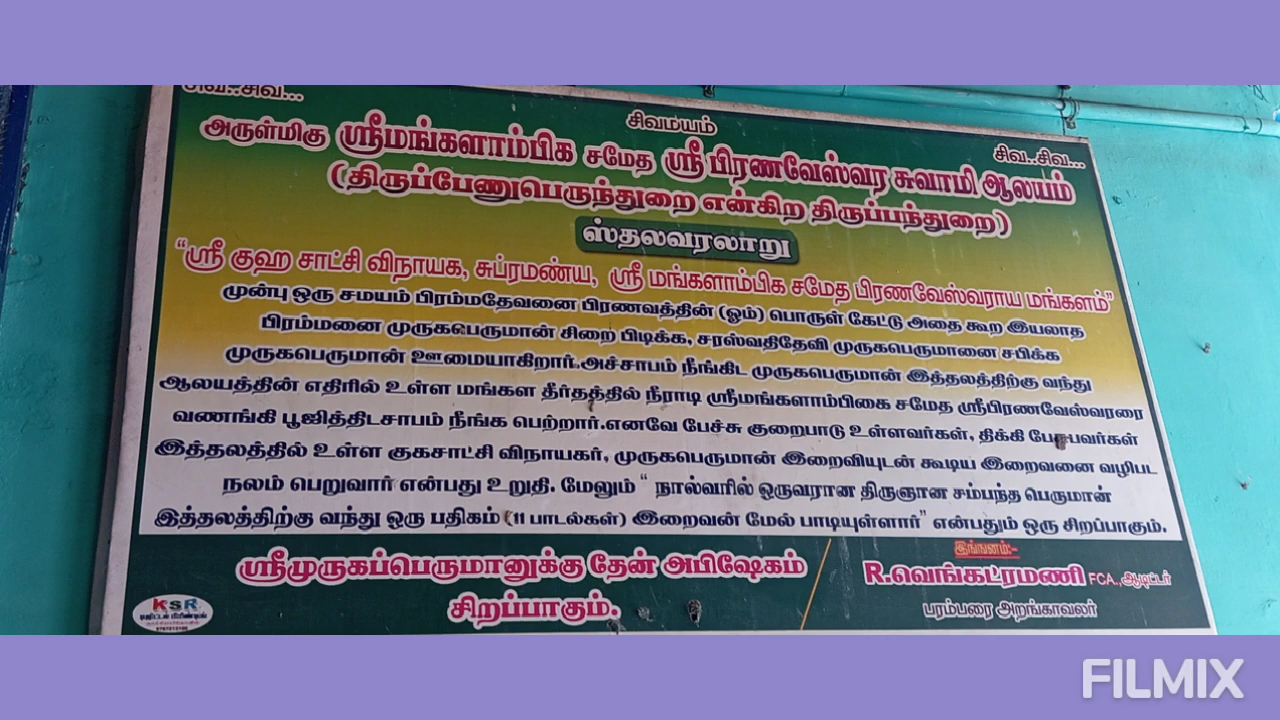 சிவ..சிவ...
சிவமயம்
சிவ..சிவ...
அருள்மிகு ஸ்ரீமங்களாம்பிக சமேத ஸ்ரீ பிரணவேஸ்வர சுவாமி ஆலயம்
(திருப்பேணுபெருந்துறை என்கிற திருப்பந்துறை)
ஸ்தலவரலாறு
“ஸ்ரீ குஹ சாட்சி விநாயக, சுப்ரமண்ய, ஸ்ரீ மங்களாம்பிக சமேத பிரணவேஸ்வராய மங்களம்”
முன்பு ஒரு சமயம் பிரம்மதேவனை பிரணவத்தின் (ஓம்) பொருள் கேட்டு அதை கூற இயலாத
பிரம்மனை முருகபெருமான் சிறை பிடிக்க, சரஸ்வதிதேவி முருகபெருமானை சபிக்க
முருகபெருமான் ஊமையாகிறார்.அச்சாபம் நீங்கிட முருகபெருமான் இத்தலத்திற்கு வந்து
ஆலயத்தின் எதிரில் உள்ள மங்கள தீர்தத்தில் நீராடி ஸ்ரீமங்களாம்பிகை சமேத ஸ்ரீபிரணவேஸ்வரரை
வணங்கி பூஜித்திடசாபம் நீங்க பெற்றார்.எனவே பேச்சு குறைபாடு உள்ளவர்கள், திக்கி பேசுபவர்கள்
இத்தலத்தில் உள்ள குகசாட்சி விநாயகர், முருகபெருமான் இறைவியுடன் கூடிய இறைவனை வழிபட
நலம் பெறுவார் என்பது உறுதி. மேலும் “ நால்வரில் ஒருவரான திருஞான சம்பந்த பெருமான்
இத்தலத்திற்கு வந்து ஒரு பதிகம் (11 பாடல்கள்) இறைவன் மேல் பாடியுள்ளார்” என்பதும் ஒரு சிறப்பாகும்.
ஸ்ரீமுருகப்பெருமானுக்கு தேன் அபிஷேகம்
சிறப்பாகும்.
இங்ஙனம்:-
R.வெங்கட்ரமணி FCA.,ஆடிட்டர்
பரம்பரை அறங்காவலர்
KSR
டிஜிட்டல் பிரிண்டிங்
FILMIX